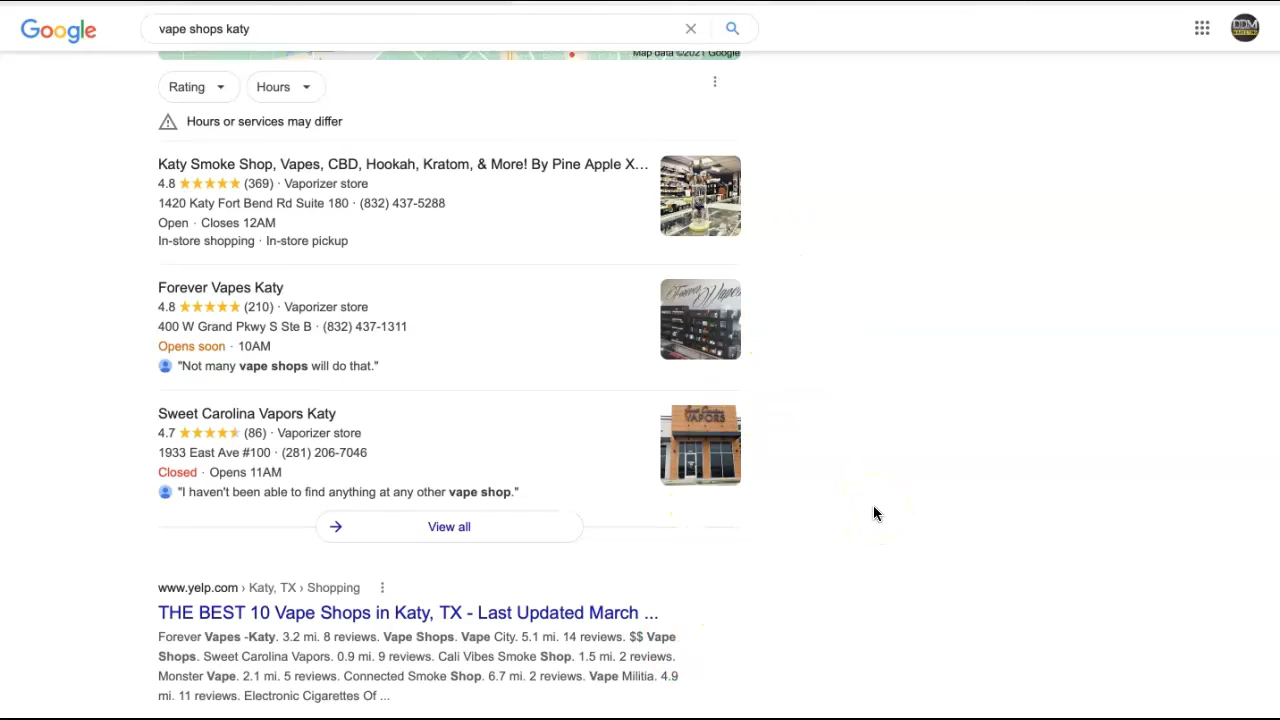 Google
vape shops katy
DDM
Map data ©2021 Google
Rating
Hours
Hours or services may differ
Katy Smoke Shop, Vapes, CBD, Hookah, Kratom, & More! By Pine Apple X...
4.8 (369) · Vaporizer store
1420 Katy Fort Bend Rd Suite 180 · (832) 437-5288
Open · Closes 12AM
In-store shopping · In-store pickup
Forever Vapes Katy
4.8 (210) · Vaporizer store
400 W Grand Pkwy S Ste B · (832) 437-1311
Opens soon · 10AM
"Not many vape shops will do that."
Forever Vapes
Sweet Carolina Vapors Katy
4.7 (86) · Vaporizer store
1933 East Ave #100 · (281) 206-7046
Closed · Opens 11AM
"I haven't been able to find anything at any other vape shop."
VAPORS
View all
www.yelp.com › Katy, TX › Shopping
THE BEST 10 Vape Shops in Katy, TX - Last Updated March ...
Forever Vapes -Katy. 3.2 mi. 8 reviews. Vape Shops. Vape City. 5.1 mi. 14 reviews. $$ Vape
Shops. Sweet Carolina Vapors. 0.9 mi. 9 reviews. Cali Vibes Smoke Shop. 1.5 mi. 2 reviews.
Monster Vape. 2.1 mi. 5 reviews. Connected Smoke Shop. 6.7 mi. 2 reviews. Vape Militia. 4.9
mi. 11 reviews. Electronic Cigarettes Of ...